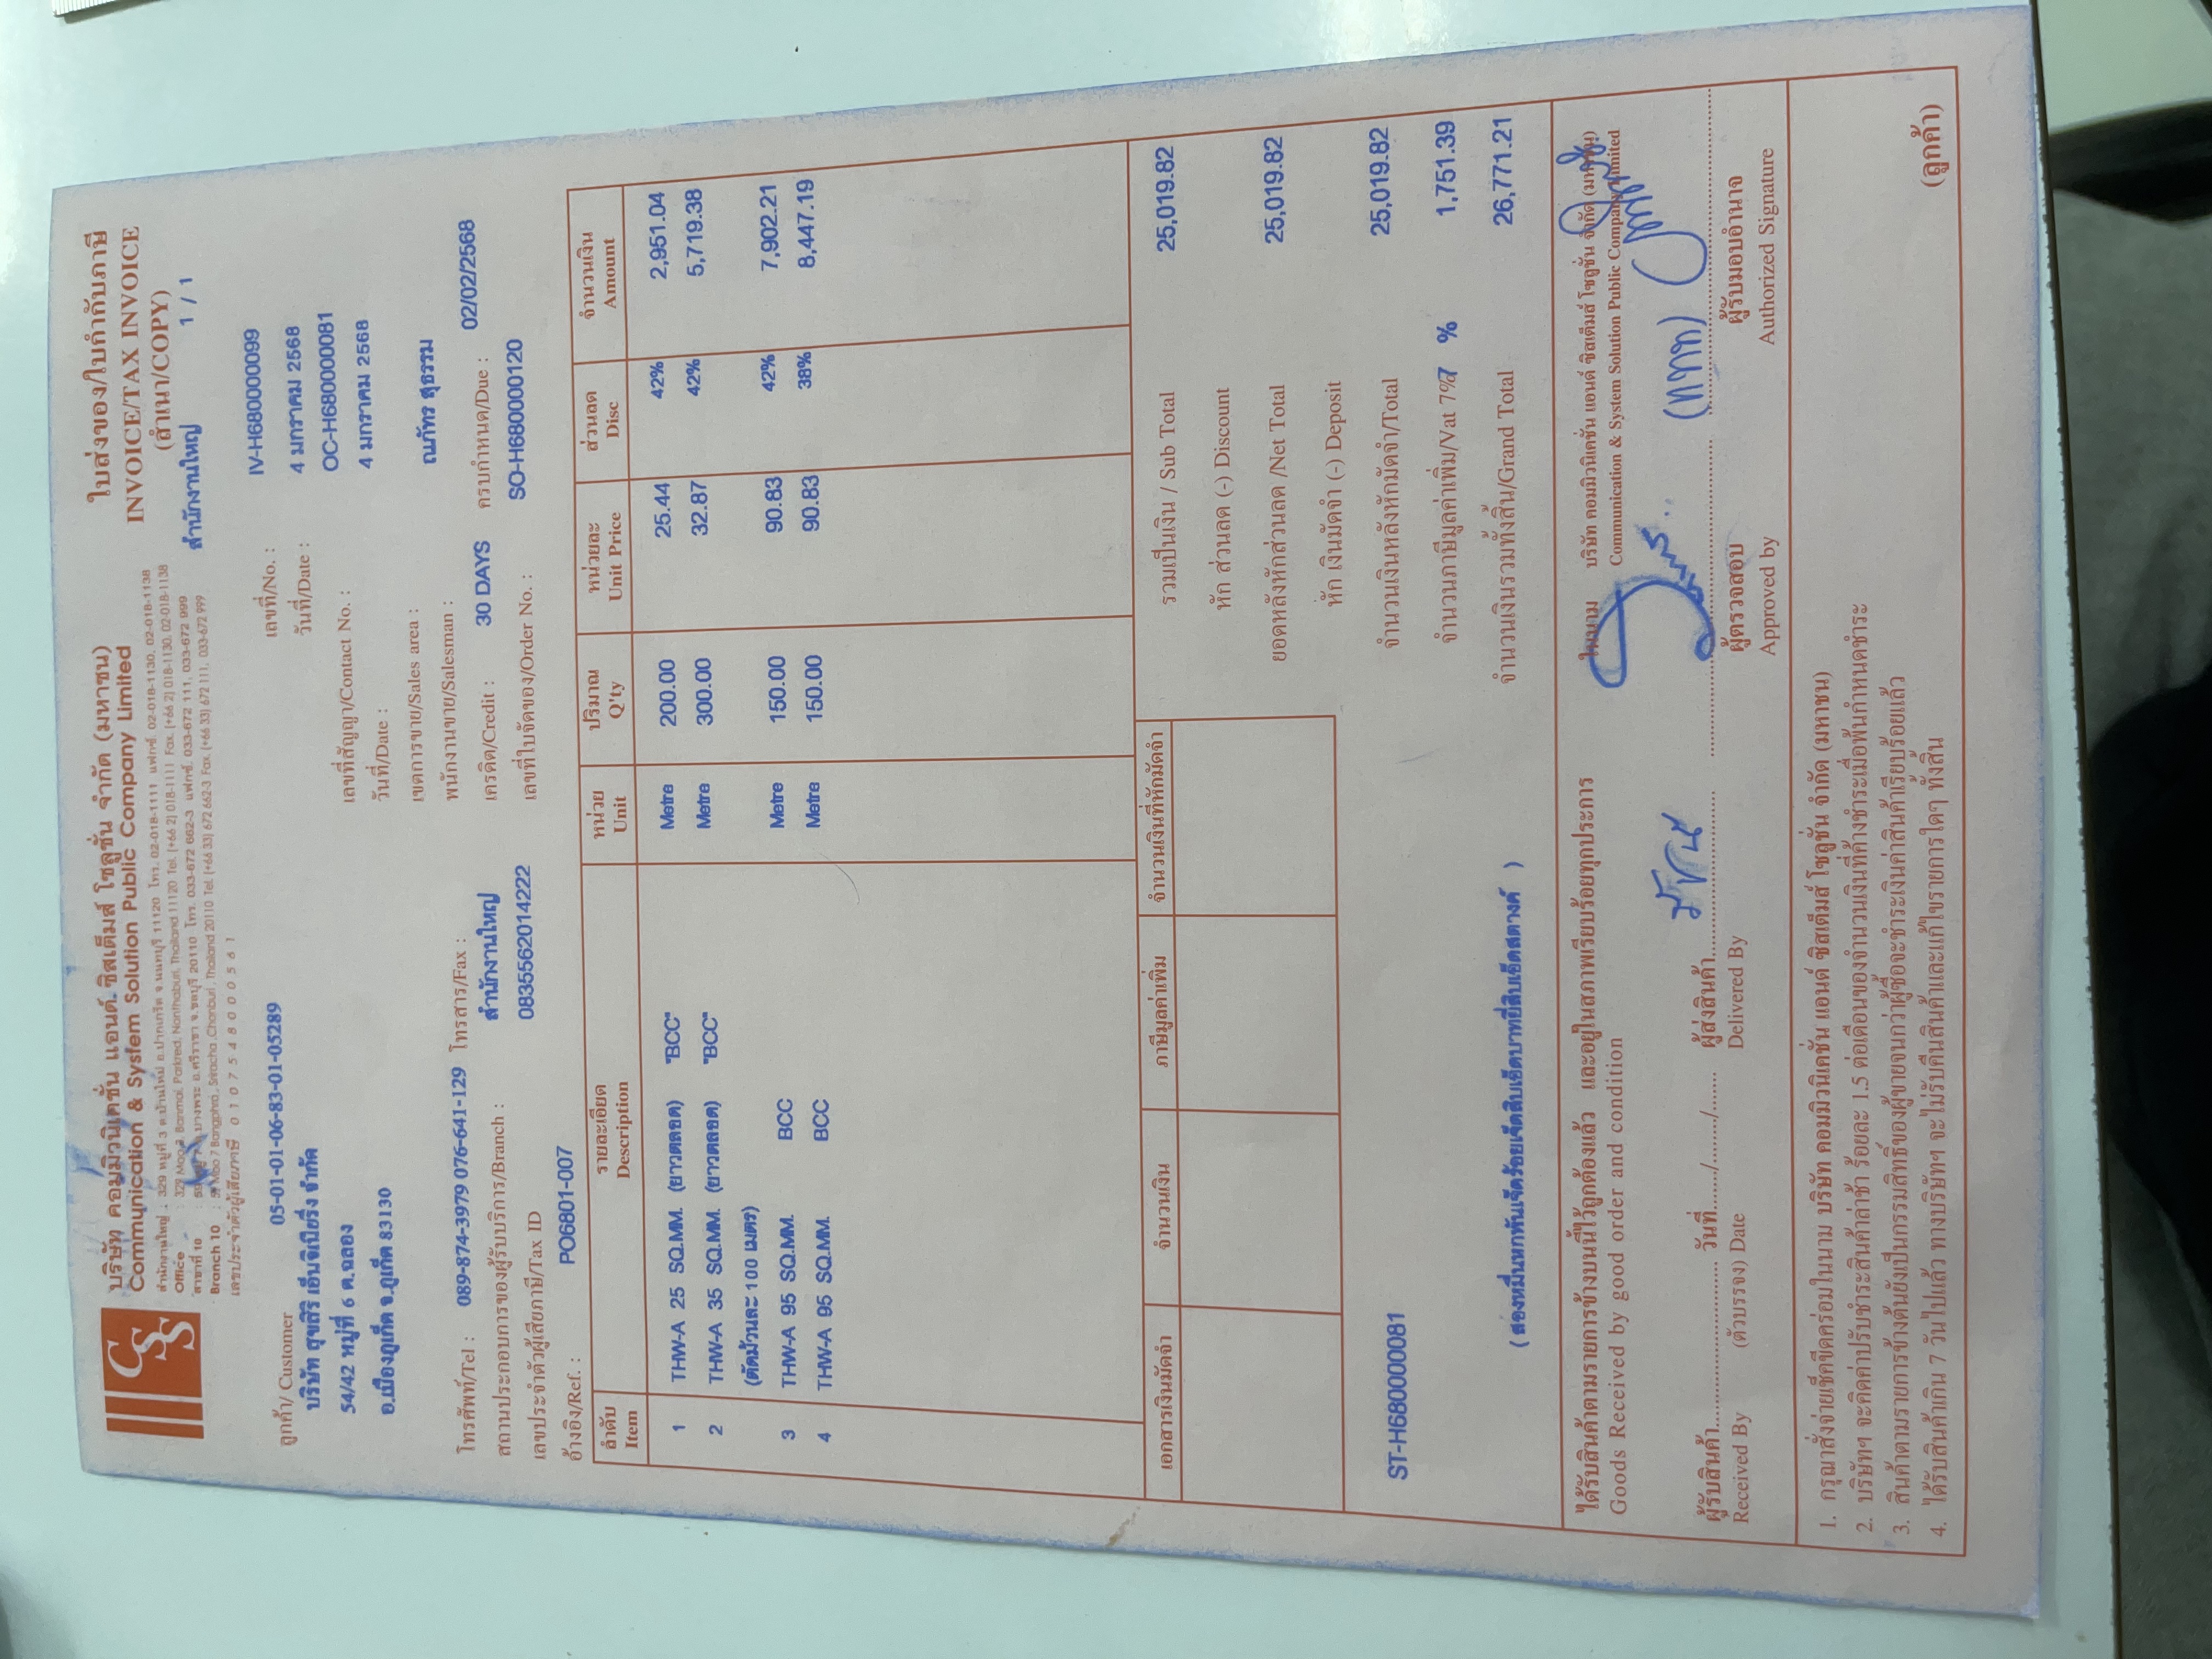 CSS
บริษัท คอมมิวนิเคชั่น แอนด์ ซิสเต็มส์ โซลูชั่น จำกัด (มหาชน)
Communication & System Solution Public Company Limited
สำนักงานใหญ่ : 329 หมู่ที่ 3 ต.บ้านใหม่ อ.ปากเกร็ด จ.นนทบุรี 11120 โทร. 02-018-1111 แฟกซ์. 02-018-1130, 02-018-1138
Office : 329 Moo 3, Banmai, Parkred, Nonthaburi, Thailand 11120 Tel. (+66 2) 018-1111 Fax. (+66 2) 018-1130, 02-018-1138
สาขาที่ 10 : 59 หมู่ 7 ต.บางพระ อ.ศรีราชา จ.ชลบุรี 20110 โทร. 033-672 662-3 แฟกซ์. 033-672 111, 033-672 999
Branch 10 : 59 Moo 7 Bangphra, Sriracha ,Chonburi , Thailand 20110 Tel. (+66 33) 672 662-3 Fax. (+66 33) 672 111, 033-672 999
เลขประจำตัวผู้เสียภาษี 0107548000561
ใบส่งของ/ใบกำกับภาษี
INVOICE/TAX INVOICE
(สำเนา/COPY)
สำนักงานใหญ่ 1 / 1
ลูกค้า/ Customer 05-01-01-06-83-01-05289
บริษัท สุขสิริ เอ็นจิเนียริ่ง จำกัด
54/42 หมู่ที่ 6 ต.ฉลอง
อ.เมืองภูเก็ต จ.ภูเก็ต 83130
โทรศัพท์/Tel : 089-874-3979 076-641-129 โทรสาร/Fax :
สถานประกอบการของผู้รับบริการ/Branch : สำนักงานใหญ่
เลขประจำตัวผู้เสียภาษี/Tax ID 0835562014222
อ้างอิง/Ref. : PO6801-007
เลขที่/No. : IV-H680000099
วันที่/Date : 4 มกราคม 2568
เลขที่สัญญา/Contact No. : OC-H680000081
วันที่/Date : 4 มกราคม 2568
เขตการขาย/Sales area :
พนักงานขาย/Salesman : ณภัทร สุธรรม
เครดิต/Credit : 30 DAYS ครบกำหนด/Due : 02/02/2568
เลขที่ใบจัดของ/Order No. : SO-H680000120
ลำดับ รายละเอียด หน่วย ปริมาณ หน่วยละ ส่วนลด จำนวนเงิน
Item Description Unit Q'ty Unit Price Disc Amount
1 THW-A 25 SQ.MM. (ยาวตลอด) "BCC" Metre 200.00 25.44 42% 2,951.04
2 THW-A 35 SQ.MM. (ยาวตลอด) "BCC" Metre 300.00 32.87 42% 5,719.38
(ตัดม้วนละ 100 เมตร)
3 THW-A 95 SQ.MM. BCC Metre 150.00 90.83 42% 7,902.21
4 THW-A 95 SQ.MM. BCC Metre 150.00 90.83 38% 8,447.19
เอกสารเงินมัดจำ จำนวนเงิน ภาษีมูลค่าเพิ่ม จำนวนเงินที่หักมัดจำ
รวมเป็นเงิน / Sub Total 25,019.82
หัก ส่วนลด (-) Discount
ยอดหลังหักส่วนลด /Net Total 25,019.82
หัก เงินมัดจำ (-) Deposit
จำนวนเงินหลังหักมัดจำ/Total 25,019.82
ST-H680000081
จำนวนภาษีมูลค่าเพิ่ม/Vat 7% 7 % 1,751.39
จำนวนเงินรวมทั้งสิ้น/Grand Total 26,771.21
( สองหมื่นหกพันเจ็ดร้อยเจ็ดสิบเอ็ดบาทยี่สิบเอ็ดสตางค์ )
ได้รับสินค้าตามรายการข้างบนนี้ไว้ถูกต้องแล้ว และอยู่ในสภาพเรียบร้อยทุกประการ
Goods Received by good order and condition
ในนาม บริษัท คอมมิวนิเคชั่น แอนด์ ซิสเต็มส์ โซลูชั่น จำกัด (มหาชน)
Communication & System Solution Public Company Limited
ผู้รับสินค้า............................ วันที่......./......../....... ผู้ส่งสินค้า............................
Received By (ตัวบรรจง) Date Delivered By
ผู้ตรวจสอบ ผู้รับมอบอำนาจ
Approved by Authorized Signature
1. กรุณาสั่งจ่ายเช็คขีดคร่อมในนาม บริษัท คอมมิวนิเคชั่น แอนด์ ซิสเต็มส์ โซลูชั่น จำกัด (มหาชน)
2. บริษัทฯ จะคิดค่าปรับชำระสินค้าล่าช้า ร้อยละ 1.5 ต่อเดือนของจำนวนเงินที่ค้างชำระเมื่อพ้นกำหนดชำระ
3. สินค้าตามรายการข้างต้นยังเป็นกรรมสิทธิ์ของผู้ขายจนกว่าผู้ซื้อจะชำระเงินค่าสินค้าเรียบร้อยแล้ว
4. ได้รับสินค้าเกิน 7 วันไปแล้ว ทางบริษัทฯ จะไม่รับคืนสินค้าและแก้ไขรายการใดๆ ทั้งสิ้น
(ลูกค้า)